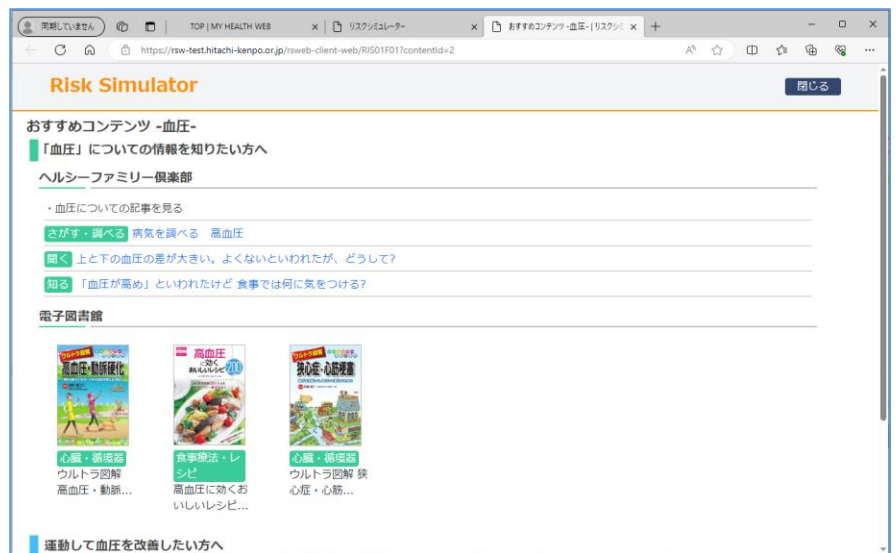 同期していません
TOP | MY HEALTH WEB
リスクシミュレーター
おすすめコンテンツ -血圧- | リスクシミ
https://rsw-test.hitachi-kenpo.or.jp/rsweb-client-web/RIS01F01?contentId=2
Risk Simulator
閉じる
おすすめコンテンツ -血圧-
「血圧」についての情報を知りたい方へ
ヘルシーファミリー倶楽部
・血圧についての記事を見る
さがす・調べる 病気を調べる 高血圧
聞く 上と下の血圧の差が大きい。よくないといわれたが、どうして?
知る 「血圧が高め」といわれたけど 食事では何に気をつける?
電子図書館
ウルトラ図解
高血圧・動脈硬化
高血圧
に効く
おいしいレシピ
200
ウルトラ図解
狭心症・心筋梗塞
心臓・循環器
ウルトラ図解
高血圧・動脈...
食事療法・レ
シピ
高血圧に効くお
いしいレシピ...
心臓・循環器
ウルトラ図解 狭
心症・心筋...
運動して血圧を改善したい方へ